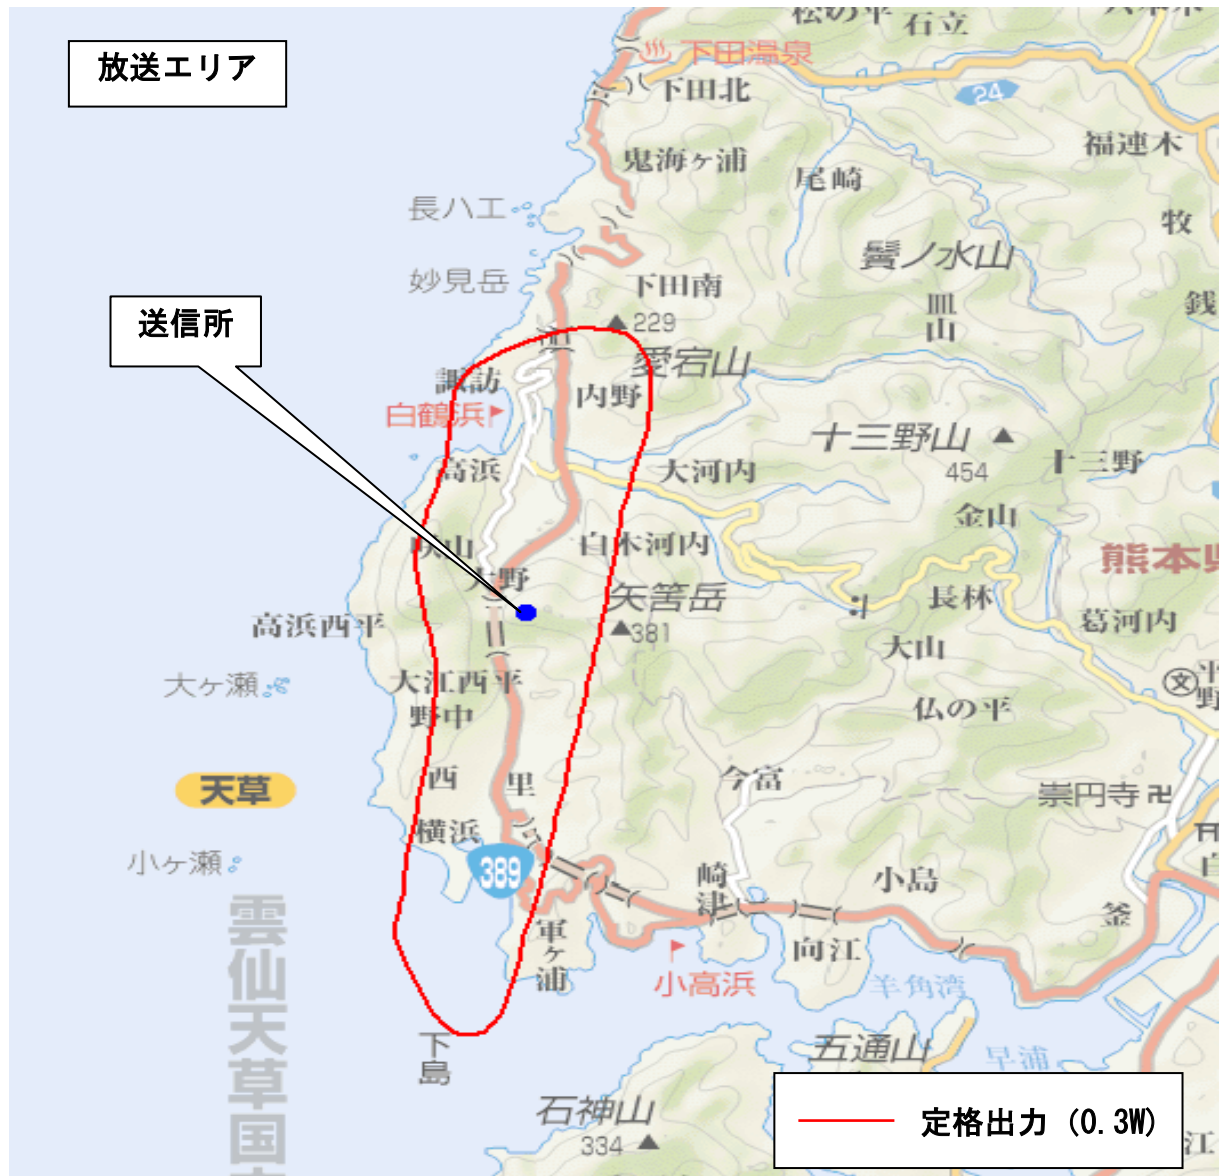 放送エリア
石立
下田温泉
下田北
24
福連木
鬼海ヶ浦
尾崎
長ハエ
牧
鬢ノ水山
妙見岳
下田南
皿山
銭
送信所
229
愛宕山
諏訪
内野
白鶴浜
十三野山
454
高浜
大河内
十三野
金山
白木河内
熊本県
大野
矢筈岳
長林
高浜西平
381
葛河内
大山
大ヶ瀬
大江西平
文
平野
野中
仏の平
西
里
今富
天草
崇円寺
横浜
小ヶ瀬
389
崎津
小島
釜
雲仙天草国
軍ヶ浦
向江
小高浜
羊角湾
下島
五通山
早浦
石神山
334
定格出力 (0.3W)
江